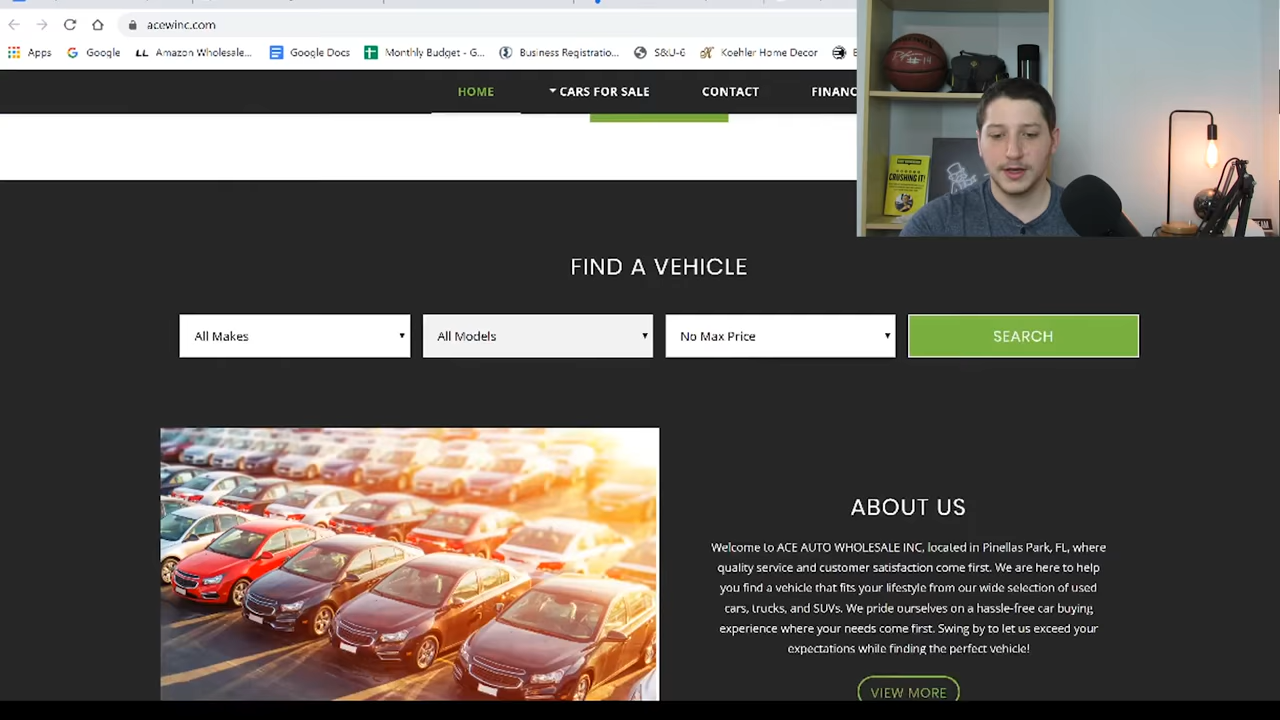 acewinc.com
Apps
Google
LL
Amazon Wholesale...
Google Docs
Monthly Budget - G...
Business Registratio...
S&U-6
Koehler Home Decor
HOME
CARS FOR SALE
CONTACT
FINANC
CRUSHING IT!
#14
FIND A VEHICLE
All Makes
All Models
No Max Price
SEARCH
ABOUT US
Welcome to ACE AUTO WHOLESALE INC, located in Pinellas Park, FL, where
quality service and customer satisfaction come first. We are here to help
you find a vehicle that fits your lifestyle from our wide selection of used
cars, trucks, and SUVs. We pride ourselves on a hassle-free car buying
experience where your needs come first. Swing by to let us exceed your
expectations while finding the perfect vehicle!
VIEW MORE